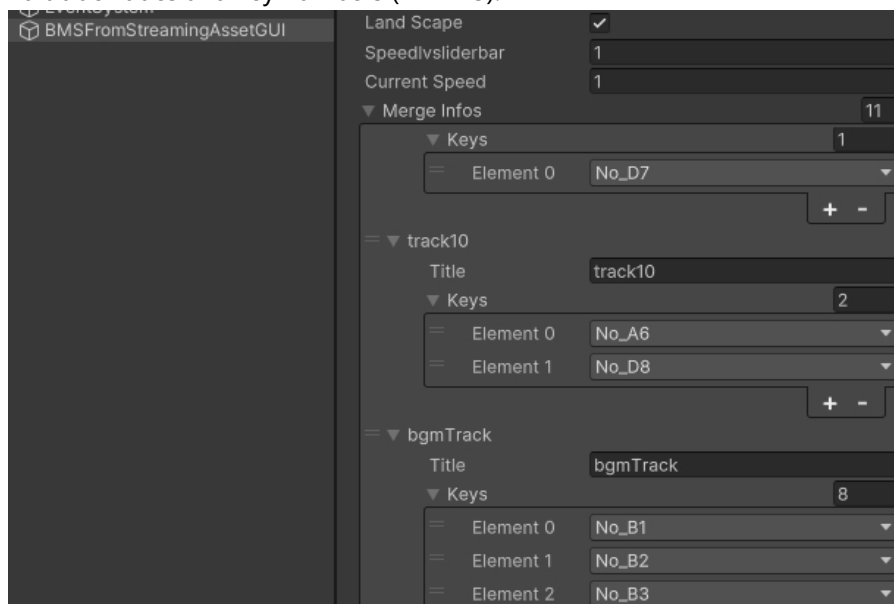 BMSFromStreamingAssetGUI
Land Scape
Speedlvsliderbar 1
Current Speed 1
Merge Infos 11
Keys 1
Element 0 No_D7
+ -
track10
Title track10
Keys 2
Element 0 No_A6
Element 1 No_D8
+ -
bgmTrack
Title bgmTrack
Keys 8
Element 0 No_B1
Element 1 No_B2
Element 2 No_B3